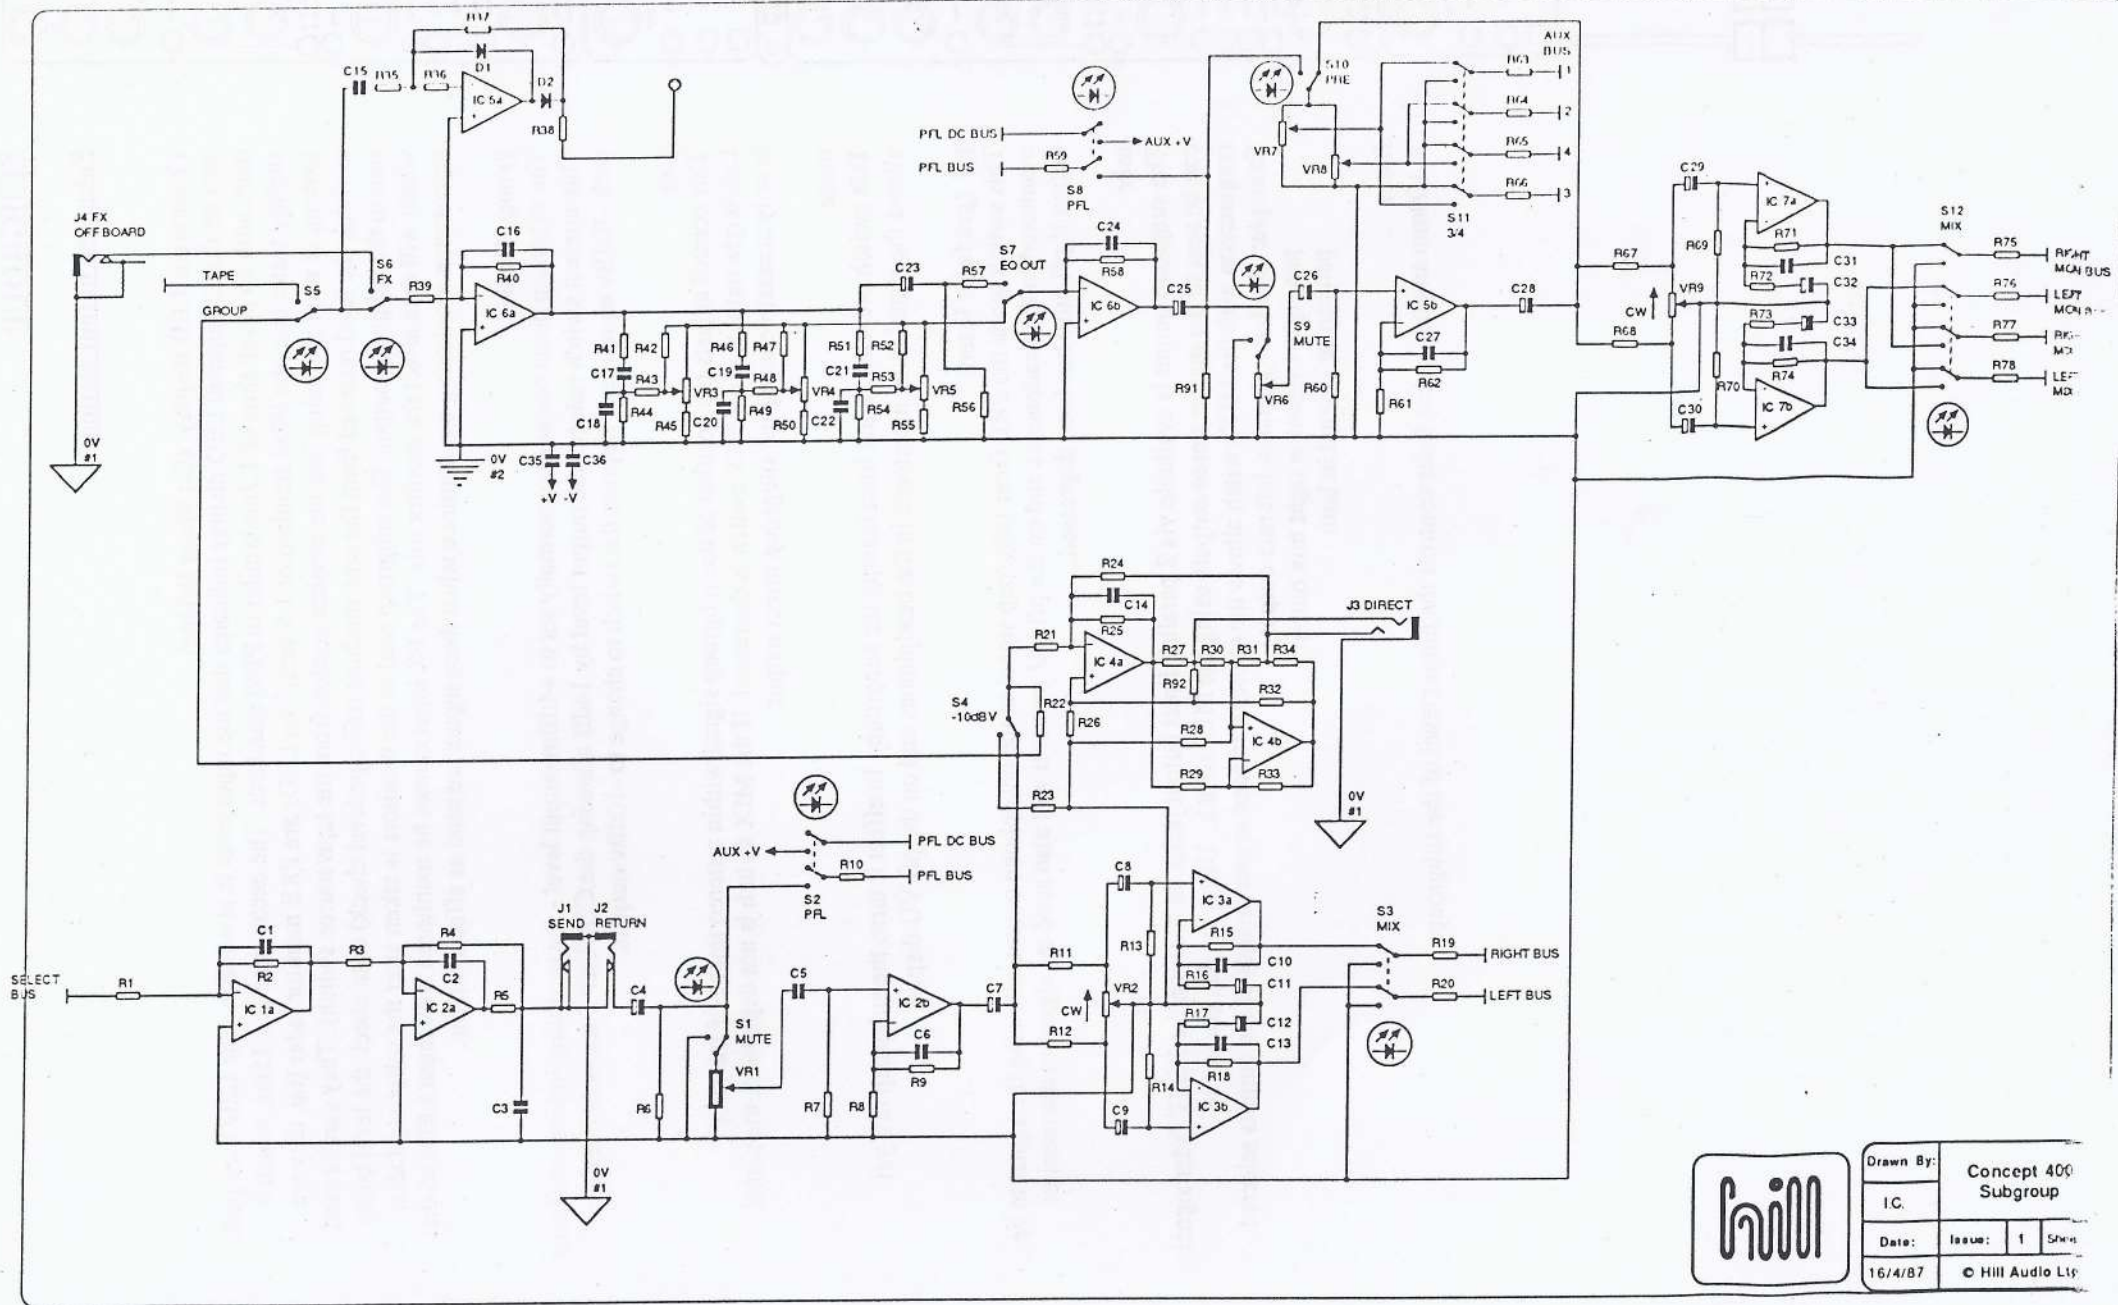 R37
C15
R35
R36
D1
D2
IC 5a
R38
J4 FX
OFF BOARD
TAPE
GROUP
S5
S6
FX
R39
C16
R40
IC 6a
0V
#1
0V
#2
C35
C36
+V
-V
R41
R42
C17
R43
C18
R44
R45
VR3
R46
R47
C19
R48
C20
R49
R50
VR4
R51
R52
C21
R53
C22
R54
R55
VR5
C23
R57
R56
S7
EQ OUT
C24
R58
IC 6b
C25
PFL DC BUS
PFL BUS
R59
AUX +V
S8
PFL
R91
S9
MUTE
VR6
C26
R60
IC 5b
C27
R62
R61
C28
S10
PRE
VR7
VR8
S11
3/4
AUX
BUS
R63
1
R64
2
R65
4
R66
3
R67
R68
C29
R69
VR9
CW
R70
C30
IC 7a
R71
C31
R72
C32
R73
C33
C34
R74
IC 7b
S12
MIX
R75
RIGHT
MON BUS
R76
LEFT
R77
R78
R24
C14
R25
R21
IC 4a
R22
S4
-10dBV
R26
R27
R30
R31
R34
R92
R32
R28
IC 4b
R29
R33
R23
J3 DIRECT
0V
#1
AUX +V
PFL DC BUS
R10
PFL BUS
S2
PFL
SELECT
BUS
R1
C1
R2
IC 1a
R3
R4
C2
IC 2a
R5
C3
J1
SEND
J2
RETURN
0V
#1
C4
R6
S1
MUTE
VR1
C5
R7
IC 2b
C6
R9
R8
C7
R11
R12
VR2
CW
C8
R13
R14
C9
IC 3a
R15
C10
R16
C11
R17
C12
C13
R18
IC 3b
S3
MIX
R19
RIGHT BUS
R20
LEFT BUS
hill
Drawn By:
I.C.
Date:
16/4/87
Concept 400
Subgroup
Issue:
1
© Hill Audio